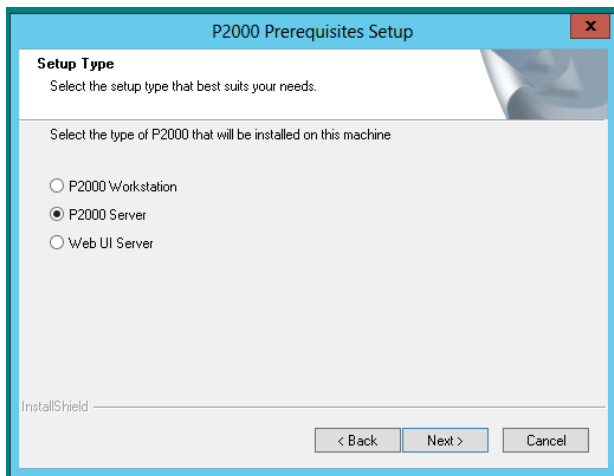 P2000 Prerequisites Setup
x
Setup Type
Select the setup type that best suits your needs.
Select the type of P2000 that will be installed on this machine
P2000 Workstation
P2000 Server
Web UI Server
InstallShield
< Back Next > Cancel